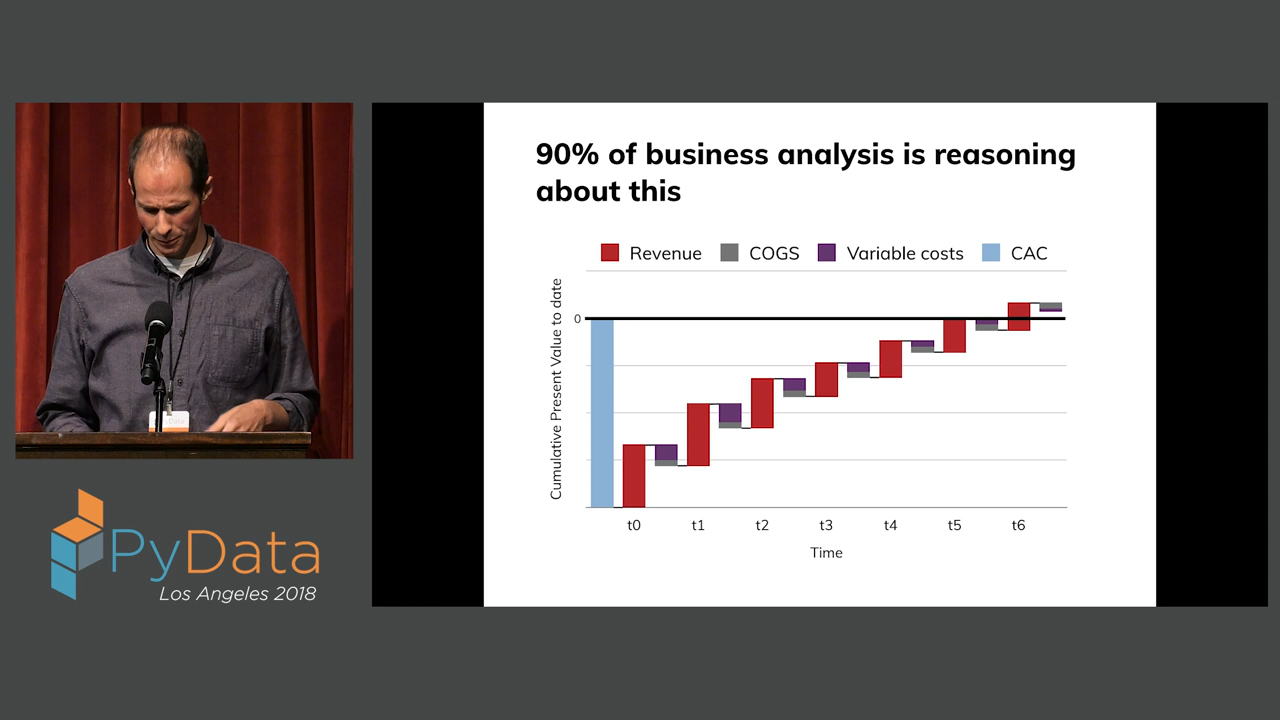 90% of business analysis is reasoning
about this
Revenue COGS Variable costs CAC
Cumulative Present Value to date
0
t0 t1 t2 t3 t4 t5 t6
Time
PyData
Los Angeles 2018